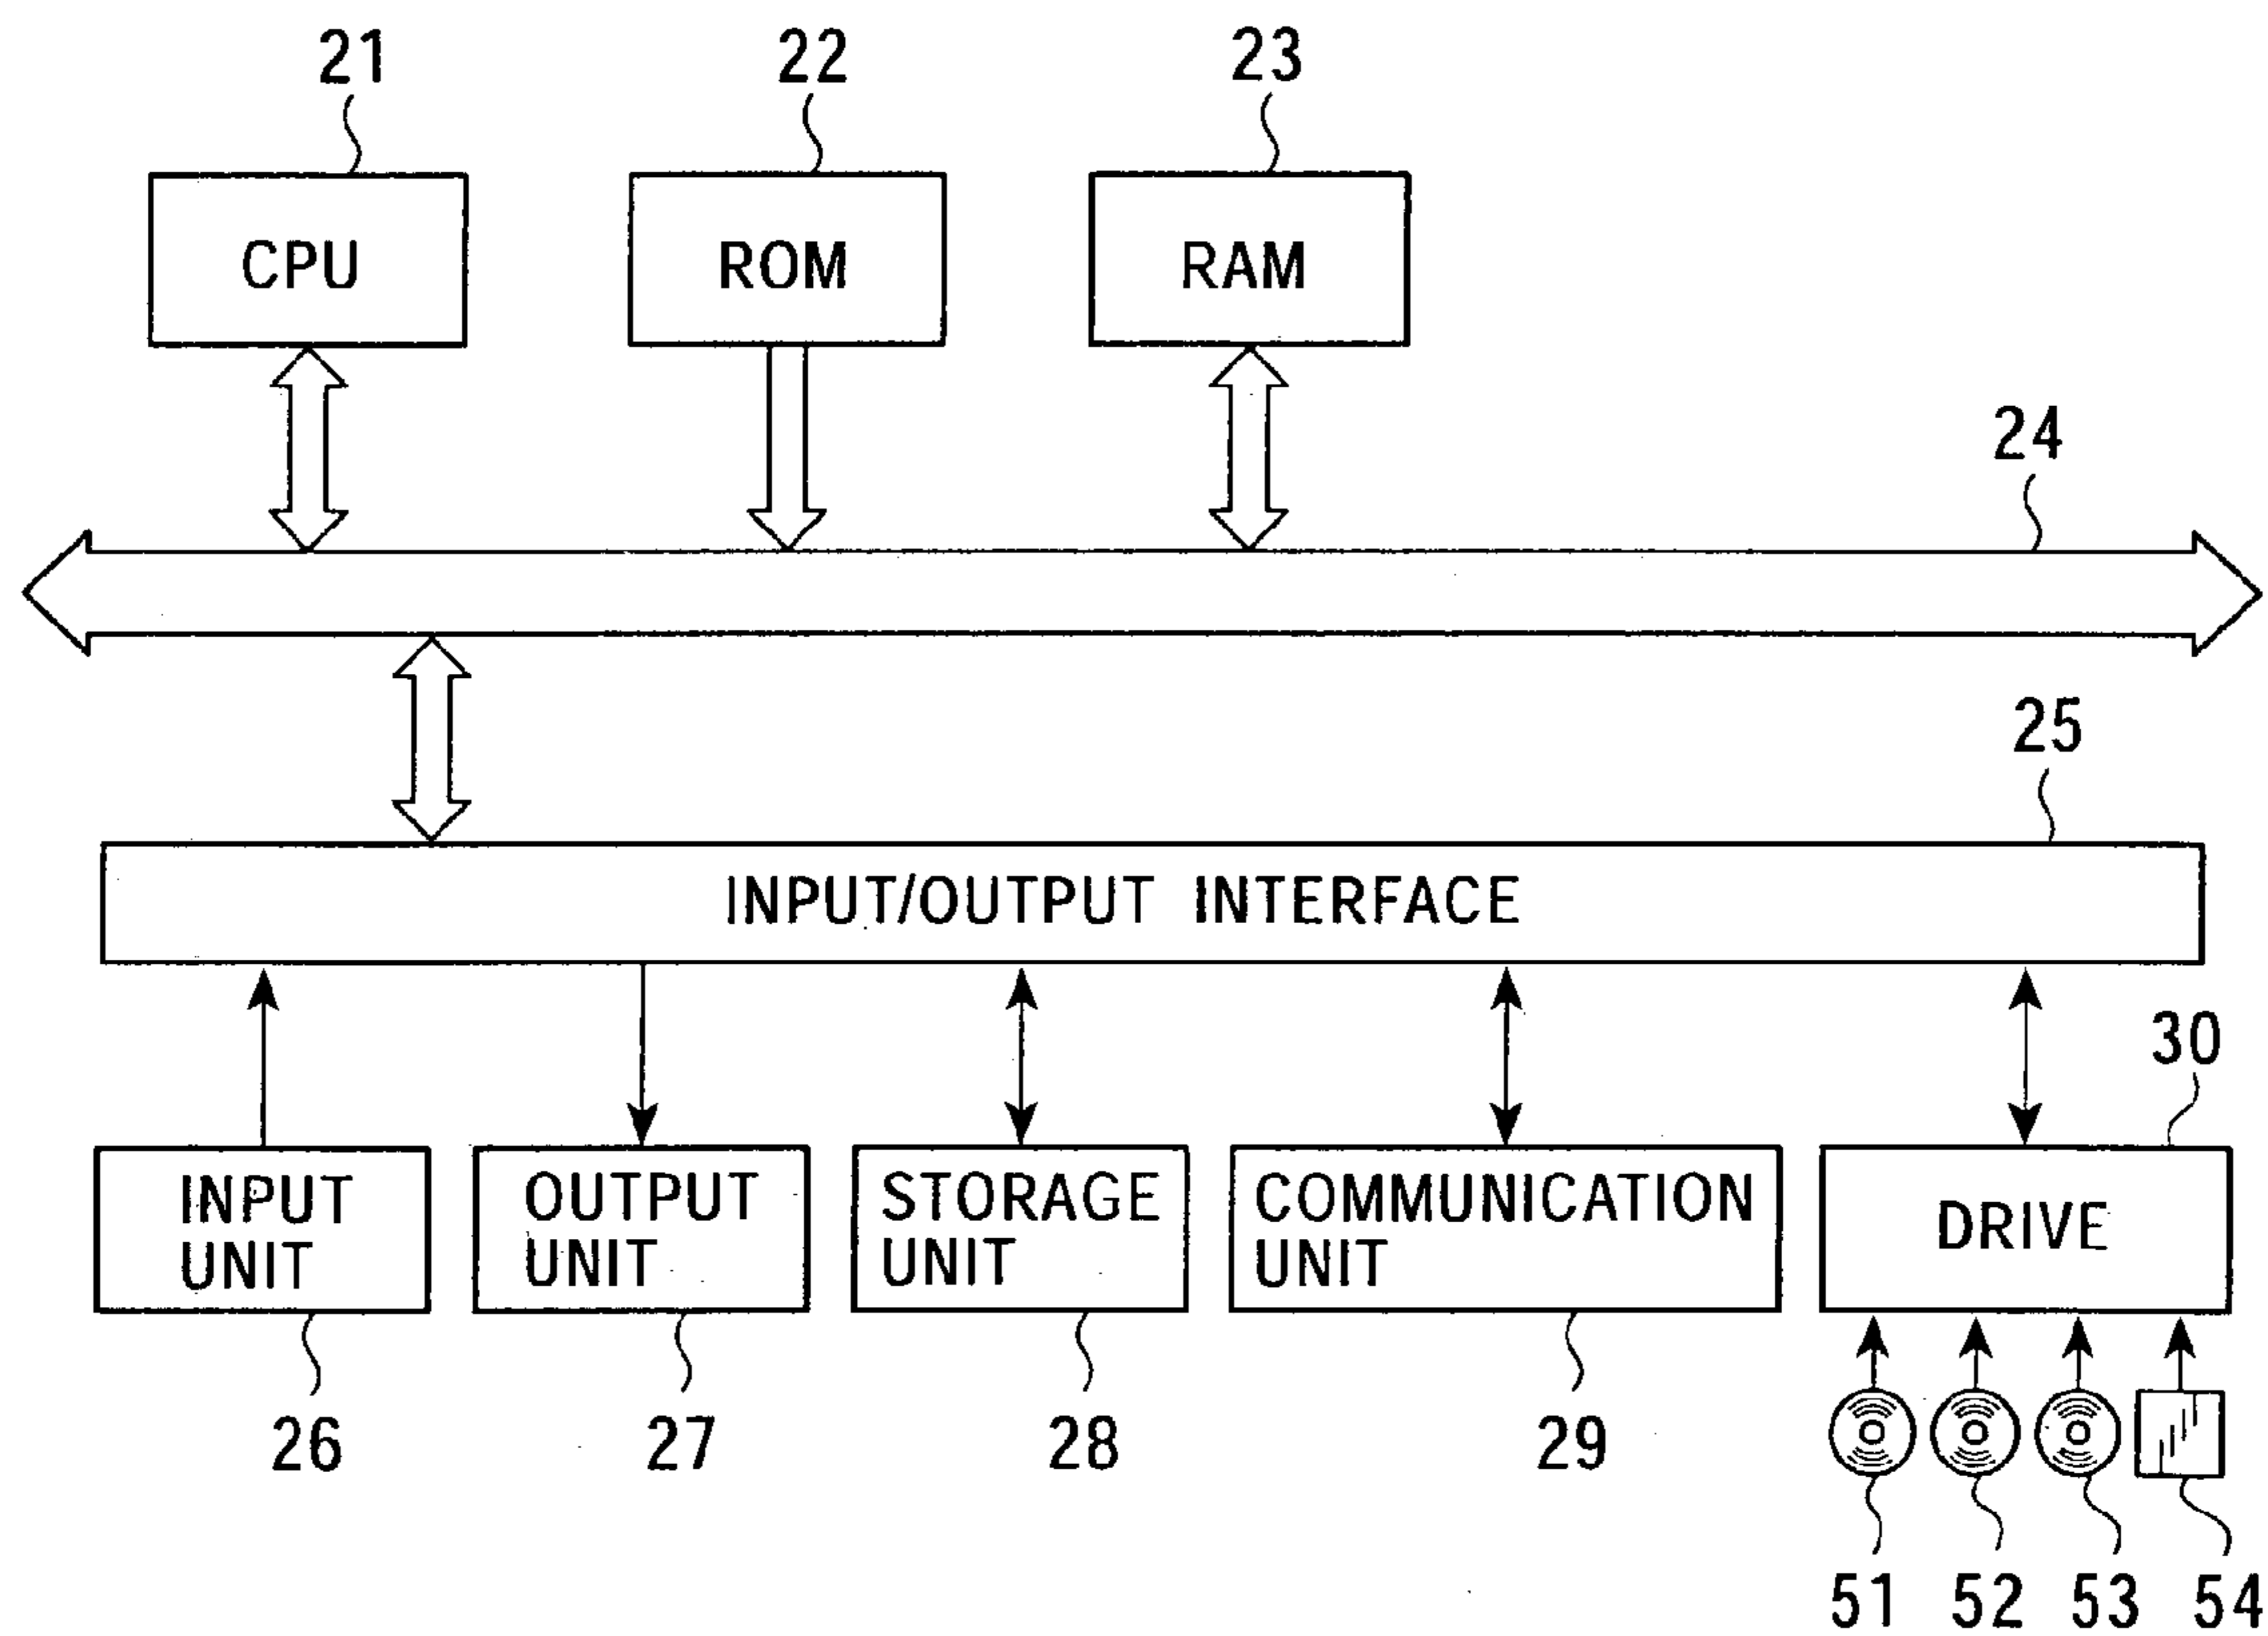 21
22
23
CPU
ROM
RAM
24
25
INPUT/OUTPUT INTERFACE
30
INPUT
UNIT
OUTPUT
UNIT
STORAGE
UNIT
COMMUNICATION
UNIT
DRIVE
26
27
28
29
51
52
53
54